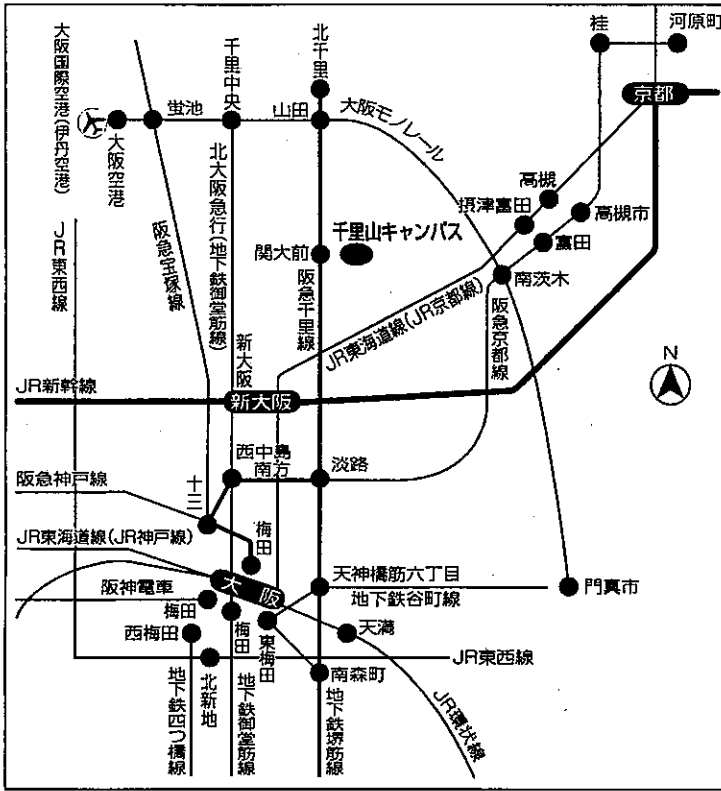 河原町
桂
京都
北千里
千里中央
大阪国際空港(伊丹空港)
蛍池
山田
大阪モノレール
大阪空港
高槻
摂津富田
高槻市
富田
北大阪急行(地下鉄御堂筋線)
阪急宝塚線
JR東西線
関大前
千里山キャンパス
阪急千里線
南茨木
JR東海道線(JR京都線)
阪急京都線
新大阪
N
JR新幹線
新大阪
西中島
南方
淡路
阪急神戸線
十三
梅田
JR東海道線(JR神戸線)
大阪
天神橋筋六丁目
門真市
阪神電車
地下鉄谷町線
梅田
梅田
東梅田
天満
西梅田
JR東西線
北新地
南森町
地下鉄四つ橋線
地下鉄御堂筋線
地下鉄堺筋線
JR環状線